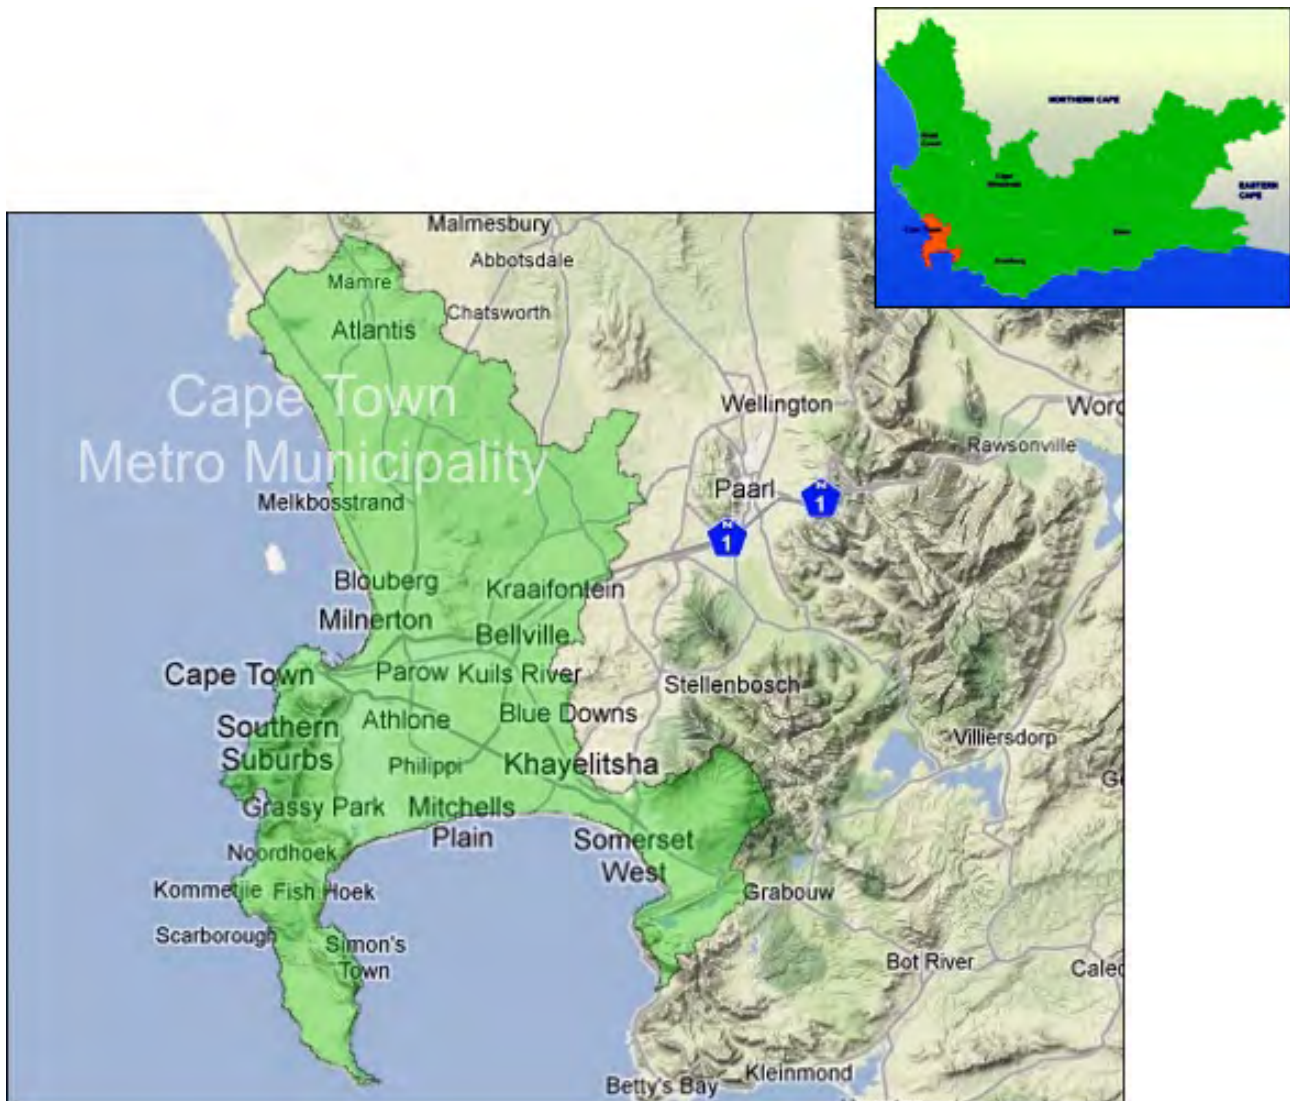 NORTHERN CAPE
EASTERN
CAPE
Malmesbury
Abbotsdale
Mamre
Chatsworth
Atlantis
Cape Town
Metro Municipality
Wellington
Worc
Rawsonville
Paarl
N
1
N
1
Melkbosstrand
Blouberg
Kraaifontein
Milnerton
Bellville
Cape Town
Parow
Kuils River
Stellenbosch
Southern
Suburbs
Athlone
Blue Downs
Villiersdorp
Philippi
Khayelitsha
Grassy Park
Mitchells
Plain
Somerset
West
Noordhoek
Kommetjie
Fish Hoek
Grabouw
Scarborough
Simon's
Town
Bot River
Caled
Kleinmond
Betty's Bay